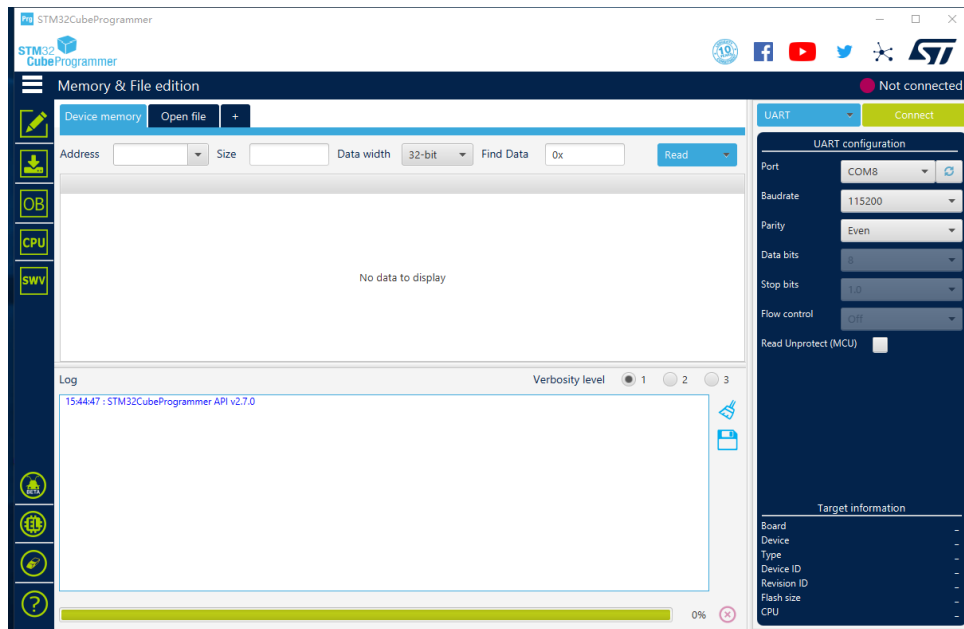 Prg STM32CubeProgrammer
STM32
CubeProgrammer
10
Memory & File edition
Not connected
Device memory Open file +
UART Connect
Address Size Data width 32-bit Find Data 0x Read
UART configuration
Port COM8
Baudrate 115200
Parity Even
Data bits 8
Stop bits 1.0
Flow control Off
Read Unprotect (MCU)
OB
CPU
SWV
No data to display
Log Verbosity level 1 2 3
15:44:47 : STM32CubeProgrammer API v2.7.0
BETA
EL
?
Target information
Board -
Device -
Type -
Device ID -
Revision ID -
Flash size -
CPU -
0%